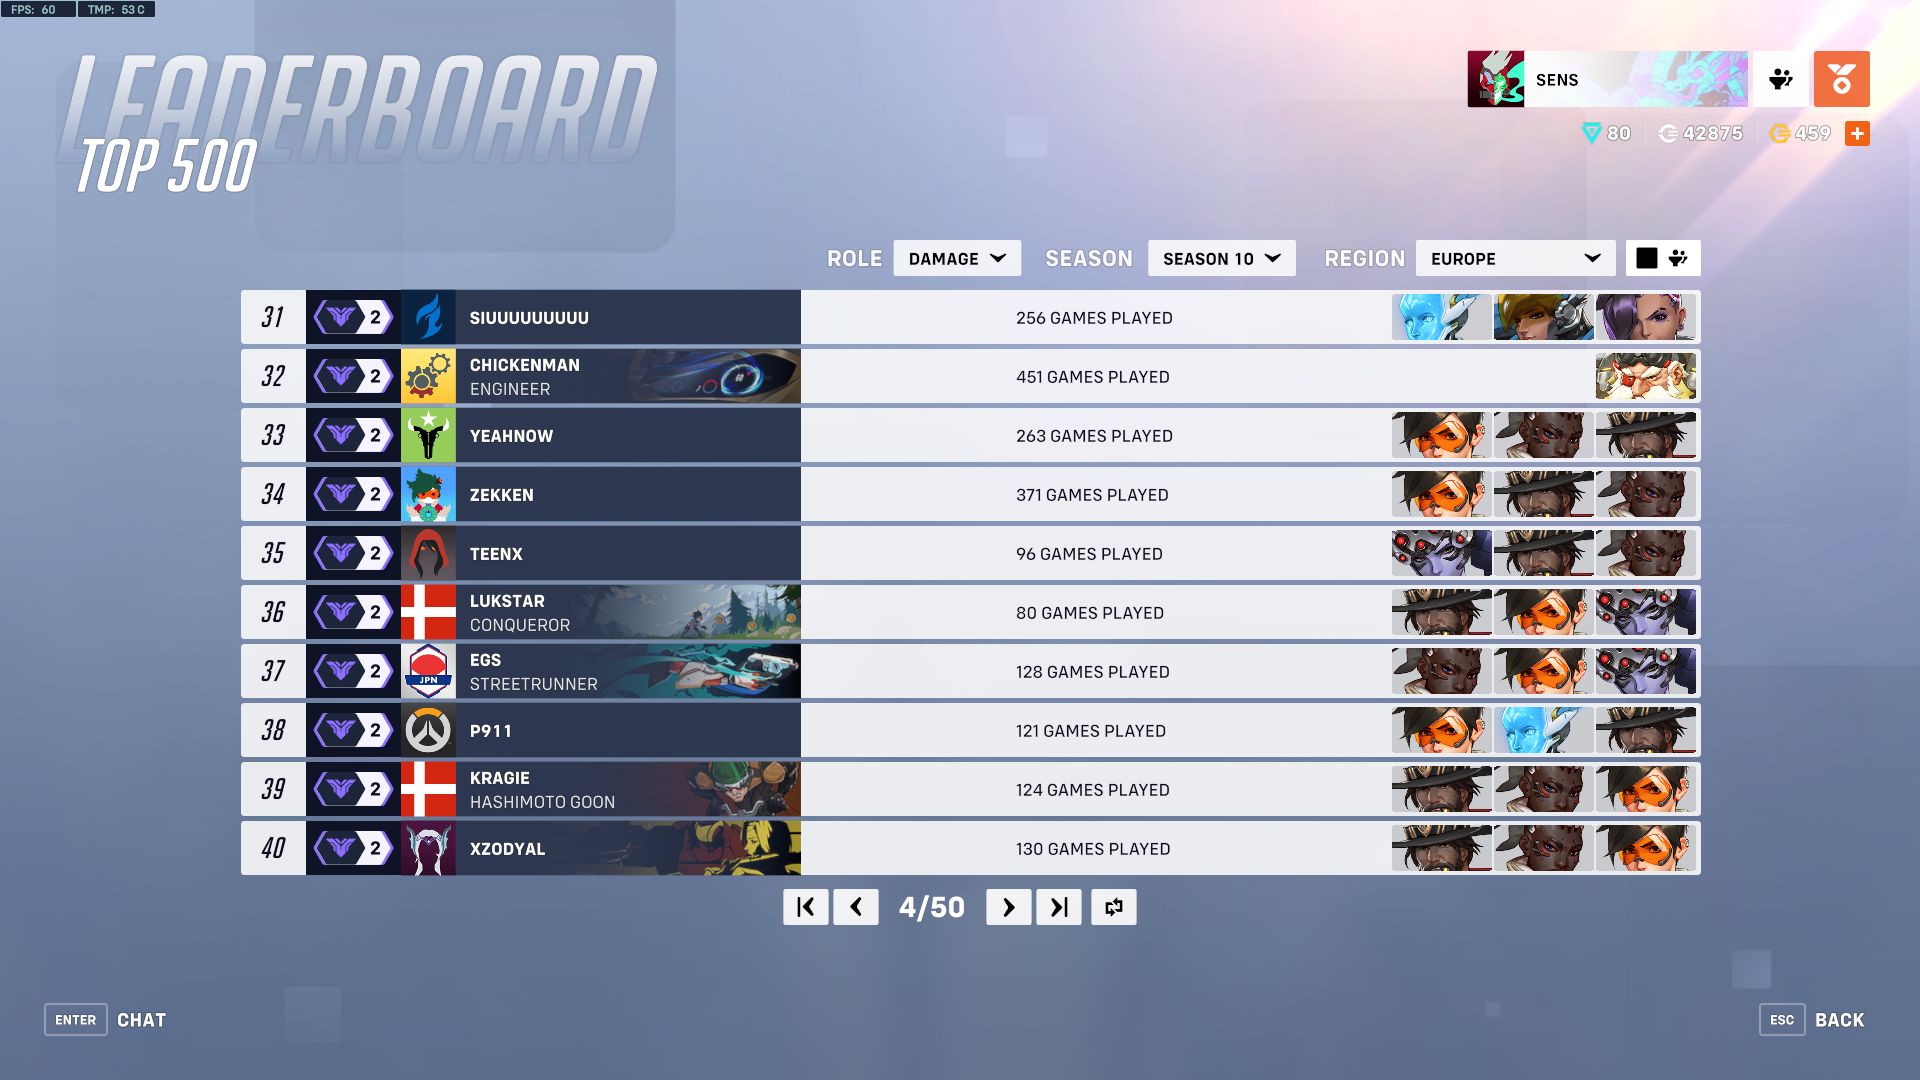 FPS: 60 TMP: 53 C
LEADERBOARD
TOP 500
SENS
80 42875 459
ROLE DAMAGE SEASON SEASON 10 REGION EUROPE
31 2 SIUUUUUUUUU 256 GAMES PLAYED
32 2 CHICKENMAN 451 GAMES PLAYED
ENGINEER
33 2 YEAHNOW 263 GAMES PLAYED
34 2 ZEKKEN 371 GAMES PLAYED
35 2 TEENX 96 GAMES PLAYED
36 2 LUKSTAR 80 GAMES PLAYED
CONQUEROR
37 2 JPN EGS 128 GAMES PLAYED
STREETRUNNER
38 2 P911 121 GAMES PLAYED
39 2 KRAGIE 124 GAMES PLAYED
HASHIMOTO GOON
40 2 XZODYAL 130 GAMES PLAYED
4/50
ENTER CHAT
ESC BACK